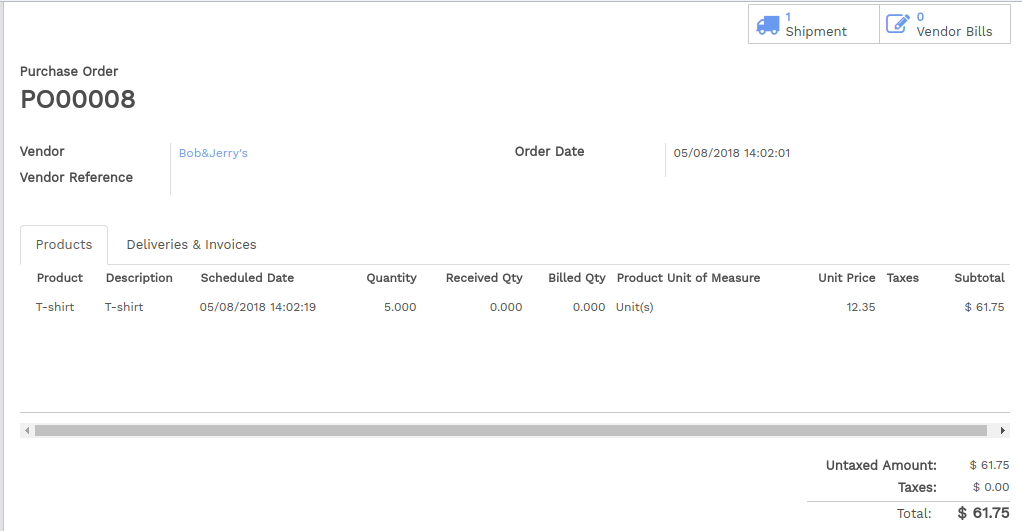 1
Shipment
0
Vendor Bills
Purchase Order
PO00008
Vendor Bob&Jerry's Order Date 05/08/2018 14:02:01
Vendor Reference
Products Deliveries & Invoices
Product Description Scheduled Date Quantity Received Qty Billed Qty Product Unit of Measure Unit Price Taxes Subtotal
T-shirt T-shirt 05/08/2018 14:02:19 5.000 0.000 0.000 Unit(s) 12.35 $ 61.75
Untaxed Amount: $ 61.75
Taxes: $ 0.00
Total: $ 61.75